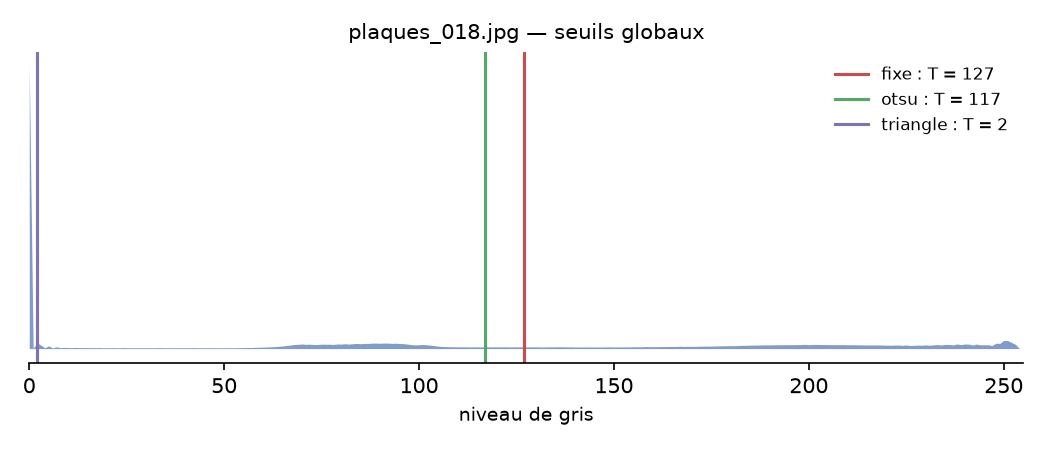 plaques_018.jpg — seuils globaux
fixe : T = 127
otsu : T = 117
triangle : T = 2
0 50 100 150 200 250
niveau de gris